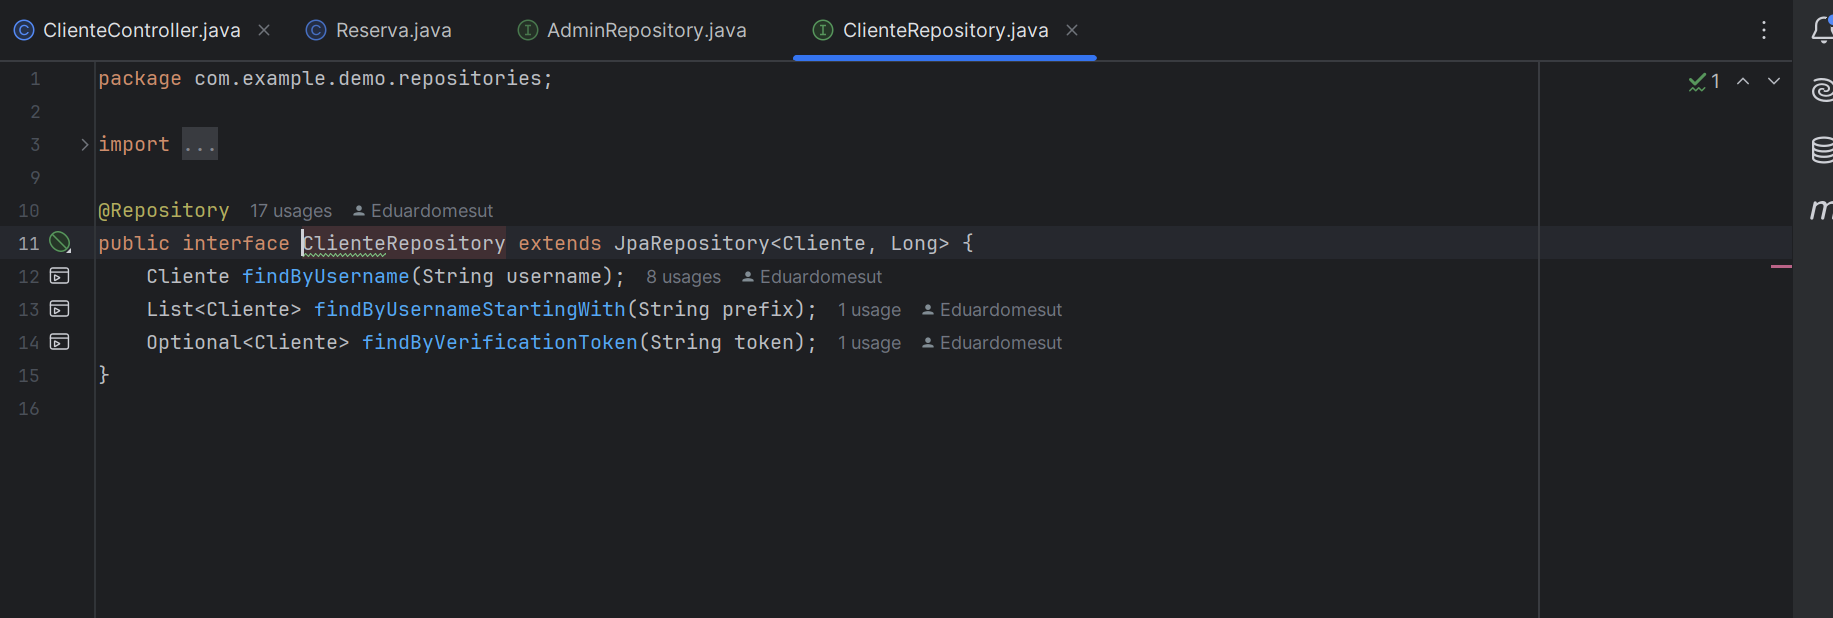 ClienteController.java Reserva.java AdminRepository.java ClienteRepository.java
1 package com.example.demo.repositories;
1
2
3 import ...
9
10 @Repository 17 usages Eduardomesut
11 public interface ClienteRepository extends JpaRepository<Cliente, Long> {
12 Cliente findByUsername(String username); 8 usages Eduardomesut
13 List<Cliente> findByUsernameStartingWith(String prefix); 1 usage Eduardomesut
14 Optional<Cliente> findByVerificationToken(String token); 1 usage Eduardomesut
15 }
16